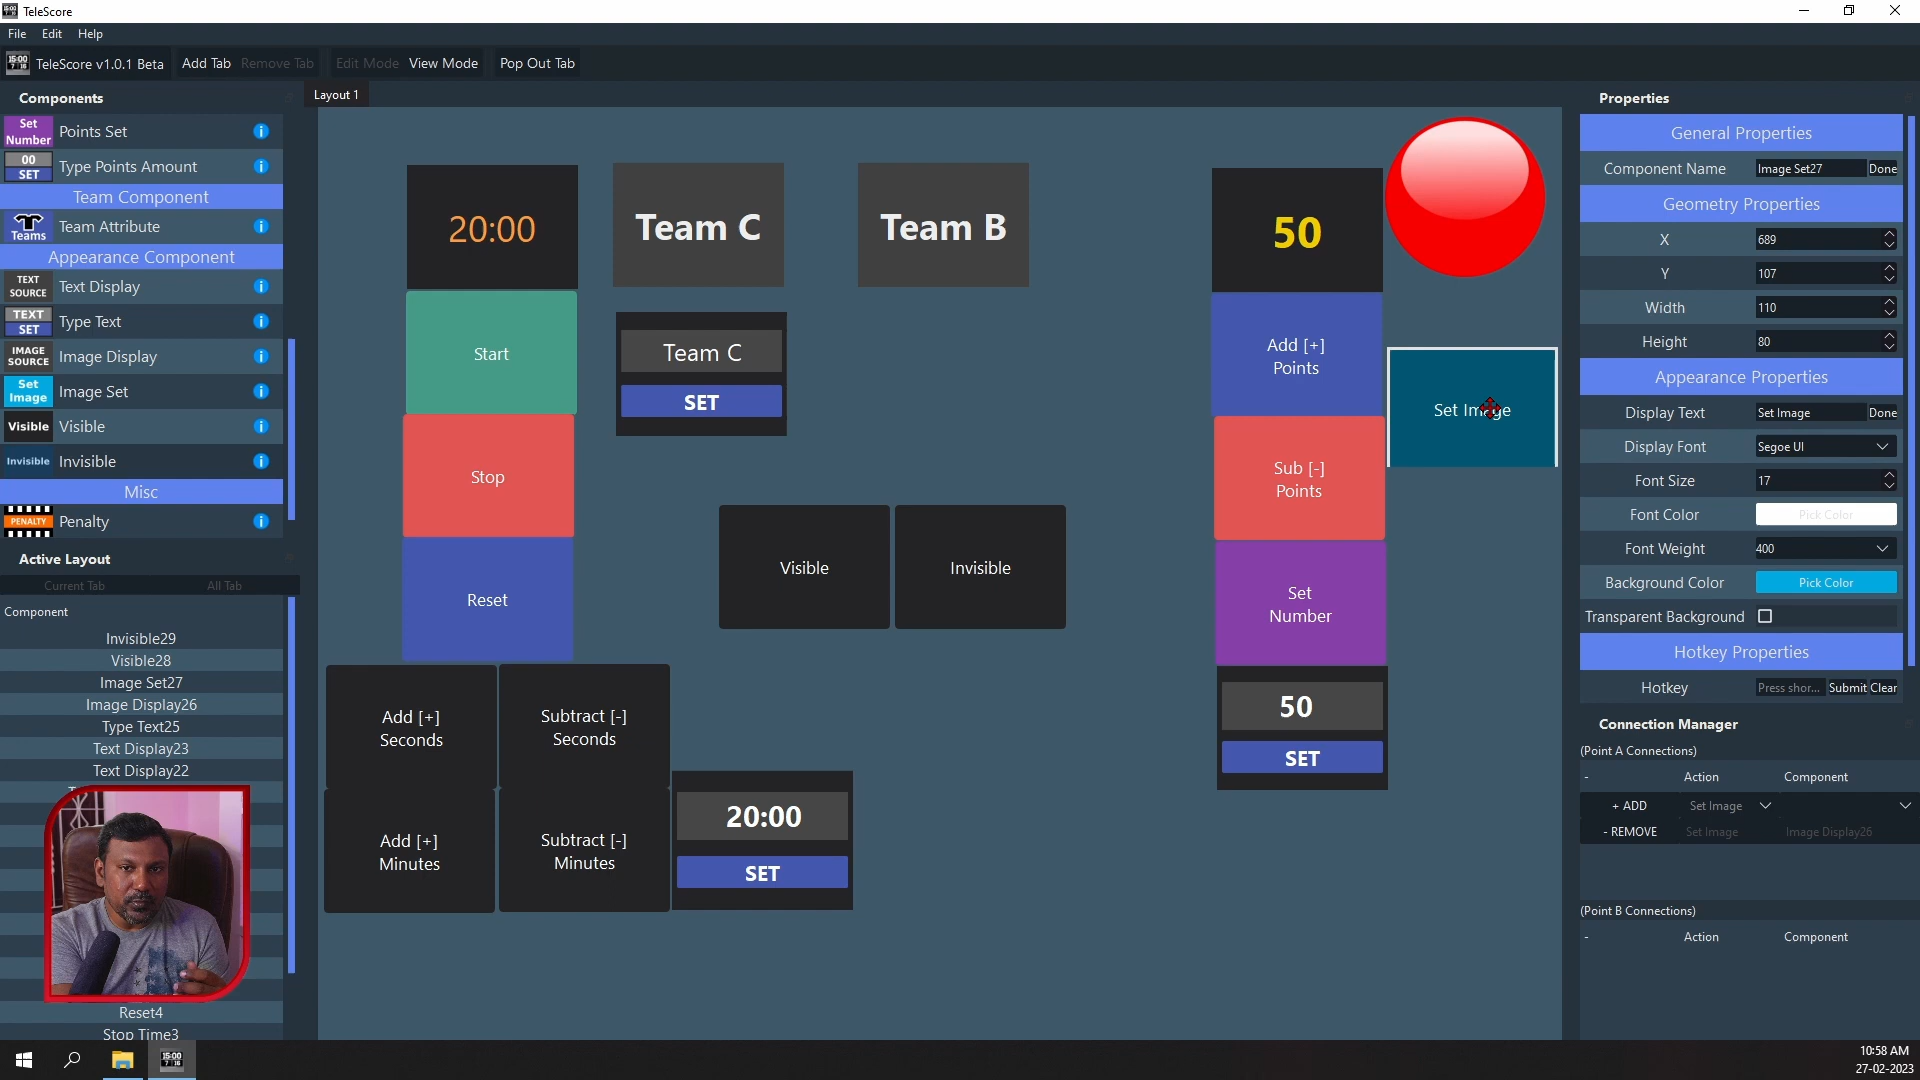 TeleScore
File Edit Help
15:00 TeleScore v1.0.1 Beta Add Tab Remove Tab Edit Mode View Mode Pop Out Tab
Components
Set Number Points Set
00 SET Type Points Amount
Team Component
Teams Team Attribute
Appearance Component
TEXT SOURCE Text Display
TEXT SET Type Text
IMAGE SOURCE Image Display
Set Image Image Set
Visible Visible
Invisible Invisible
Misc
PENALTY Penalty
Active Layout
Current Tab All Tab
Component
Invisible29
Visible28
Image Set27
Image Display26
Type Text25
Text Display23
Text Display22
Reset4
Stop Time3
Layout 1
20:00
Team C
Team B
50
Start
Team C
SET
Add [+]
Points
Set Image
Stop
Sub [-]
Points
Visible
Invisible
Reset
Set
Number
Add [+]
Seconds
Subtract [-]
Seconds
50
SET
Add [+]
Minutes
Subtract [-]
Minutes
20:00
SET
Properties
General Properties
Component Name Image Set27 Done
Geometry Properties
X 689
Y 107
Width 110
Height 80
Appearance Properties
Display Text Set Image Done
Display Font Segoe UI
Font Size 17
Font Color Pick Color
Font Weight 400
Background Color Pick Color
Transparent Background
Hotkey Properties
Hotkey Press shor... Submit Clear
Connection Manager
(Point A Connections)
- Action Component
+ ADD Set Image
- REMOVE Set Image Image Display26
(Point B Connections)
- Action Component
15:00
10:58 AM
27-02-2023